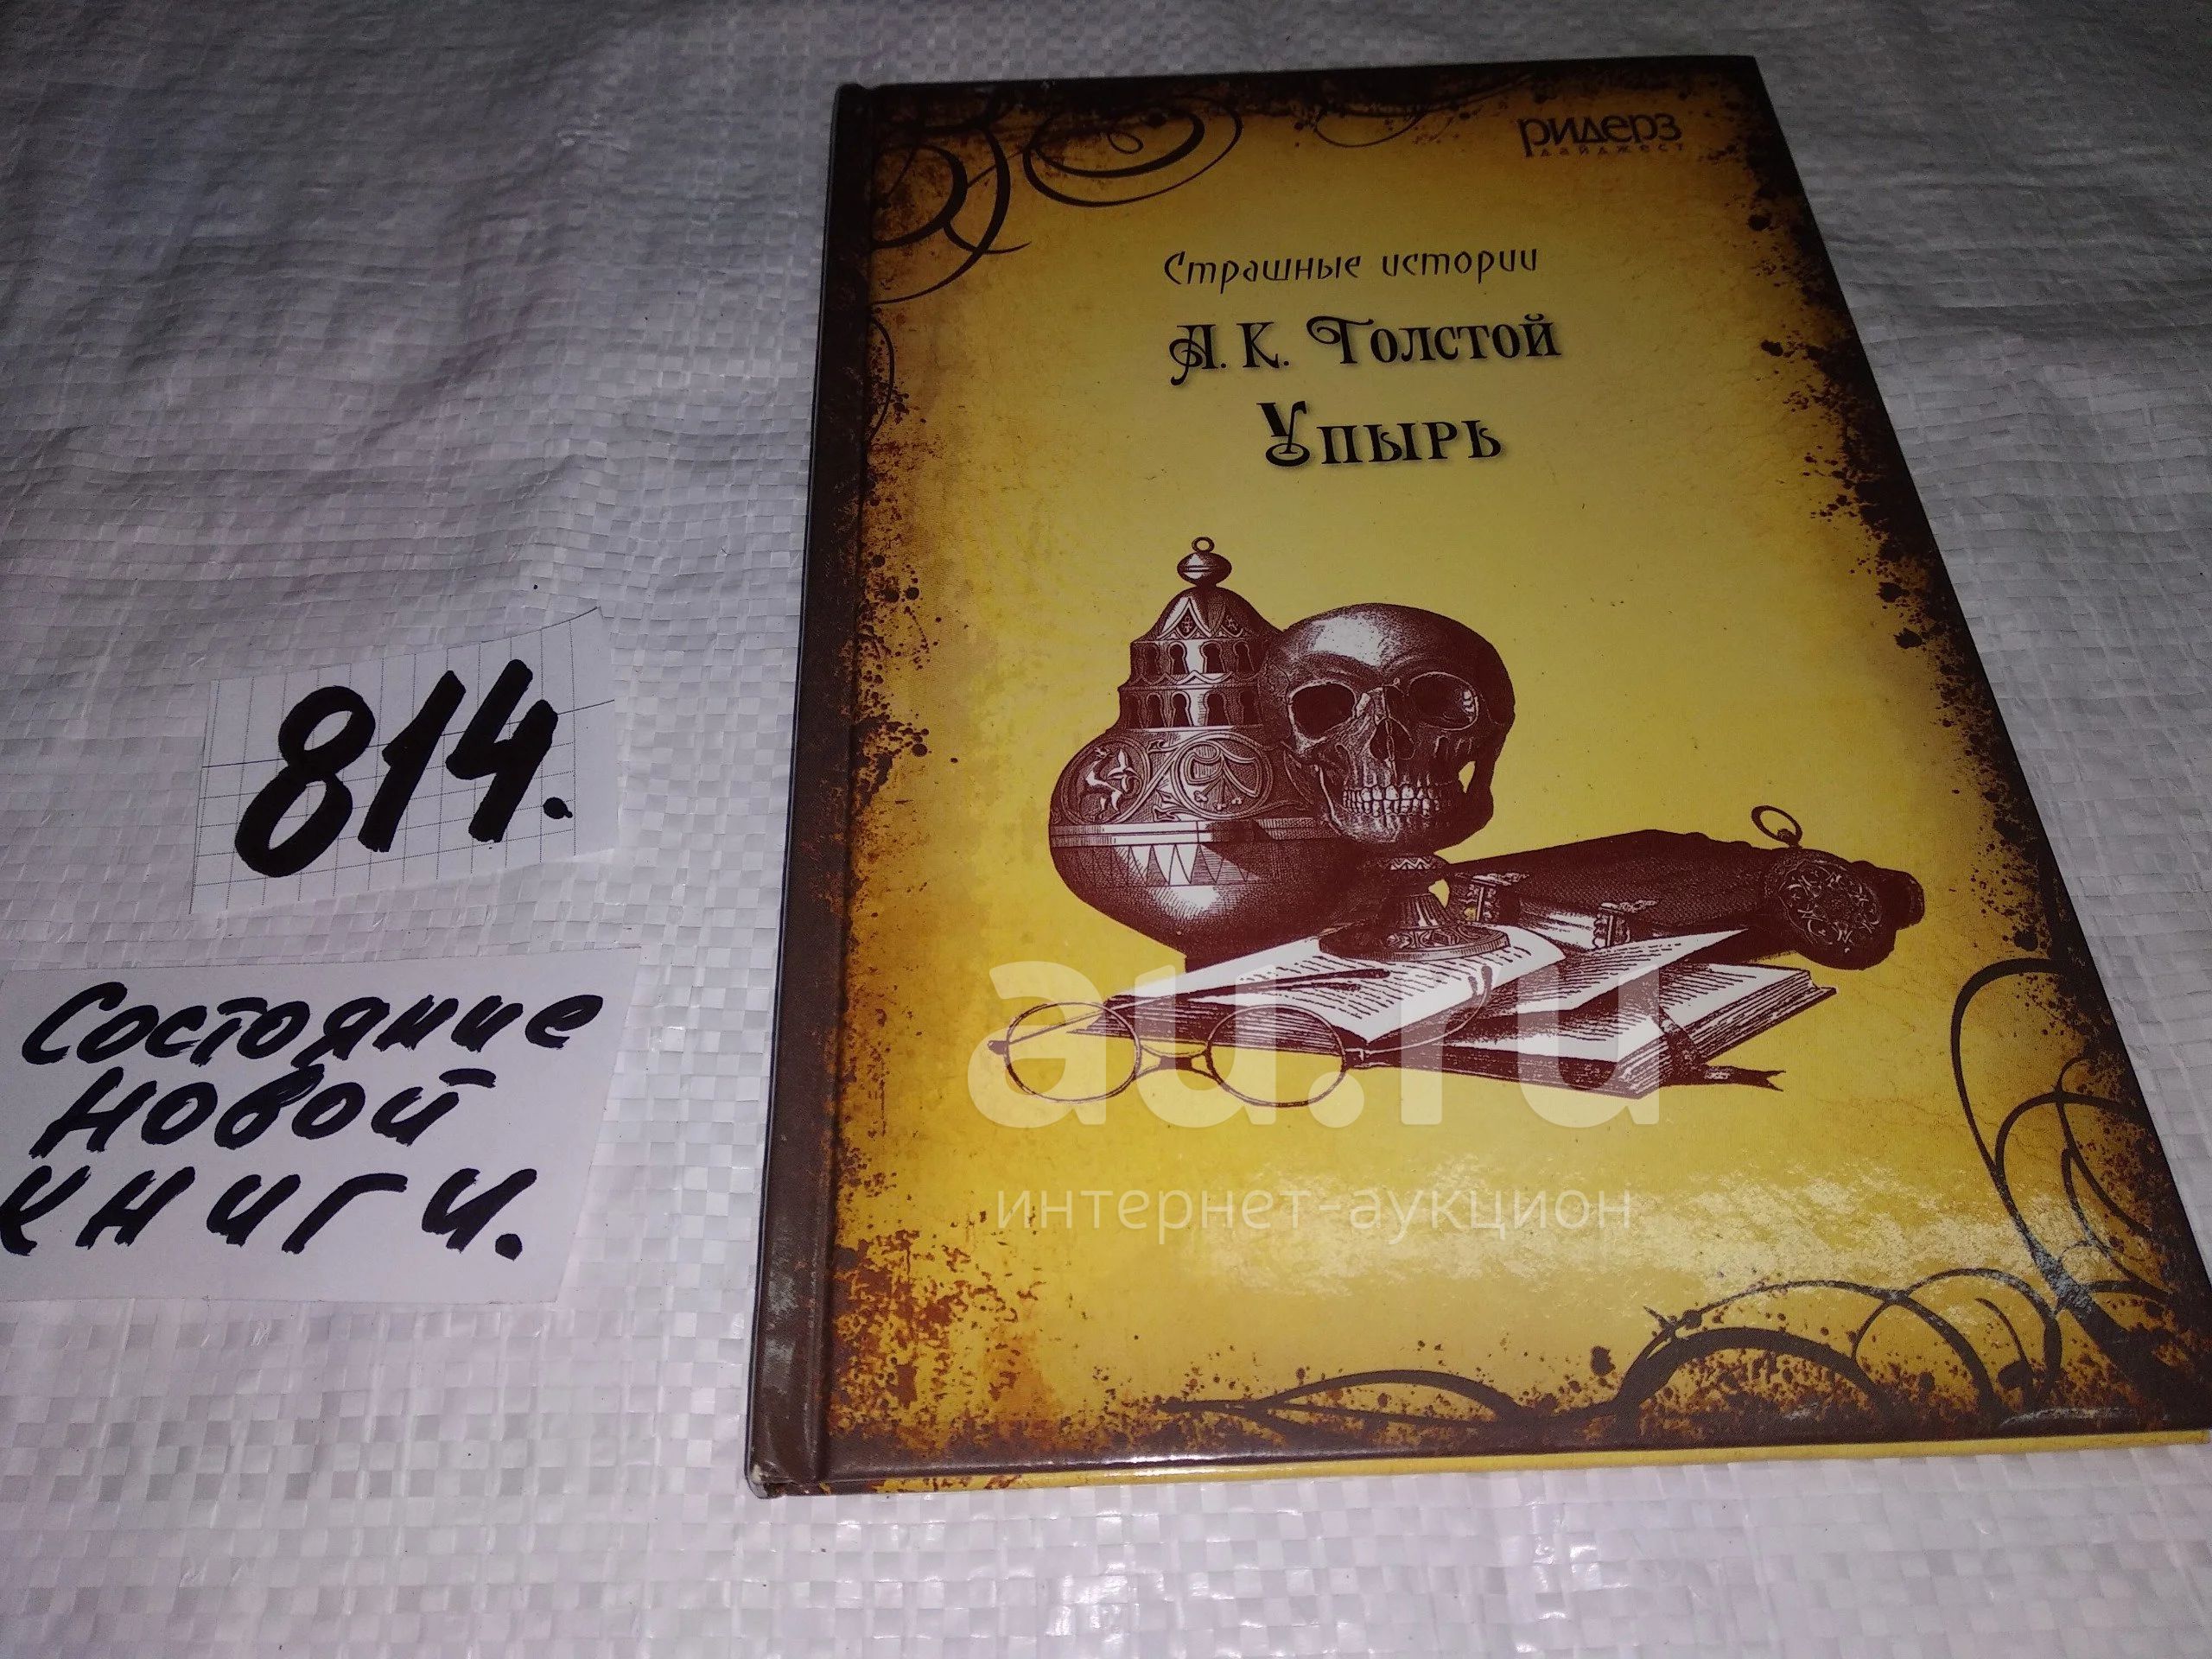 ридерз
дайджест
Страшные истории
А. К. Толстой
Упырь
814.
Состояние
новой
книги.
au.ru
интернет-аукцион